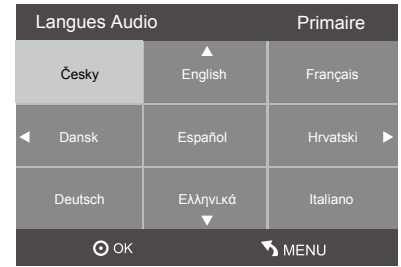 Langues Audio Primaire
Česky English Français
Dansk Español Hrvatski
Deutsch Ελληνικά Italiano
OK MENU